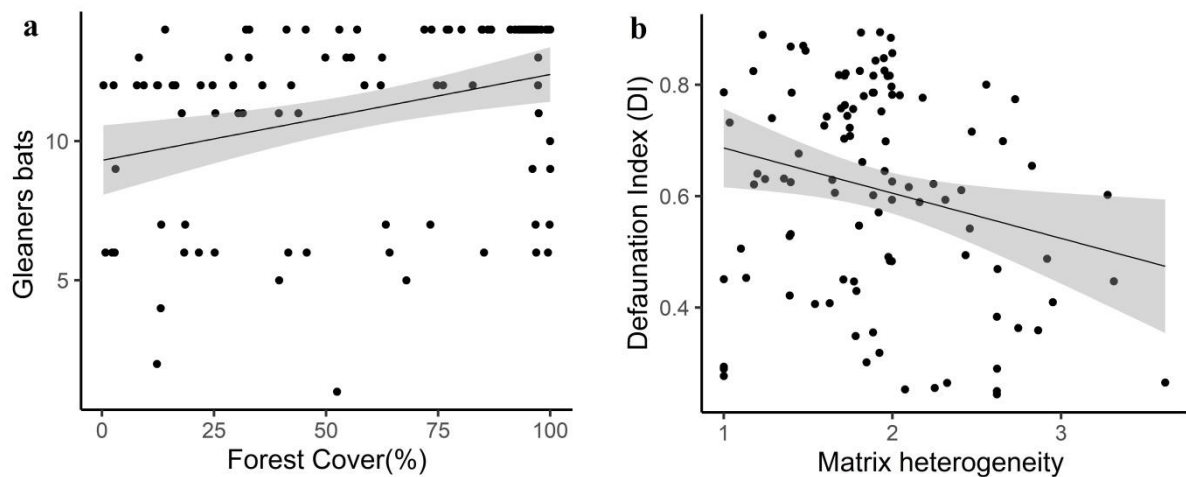 a
Gleaners bats
10
5
0
25
50
75
100
Forest Cover(%)
b
Defaunation Index (DI)
0.8
0.6
0.4
1
2
3
Matrix heterogeneity